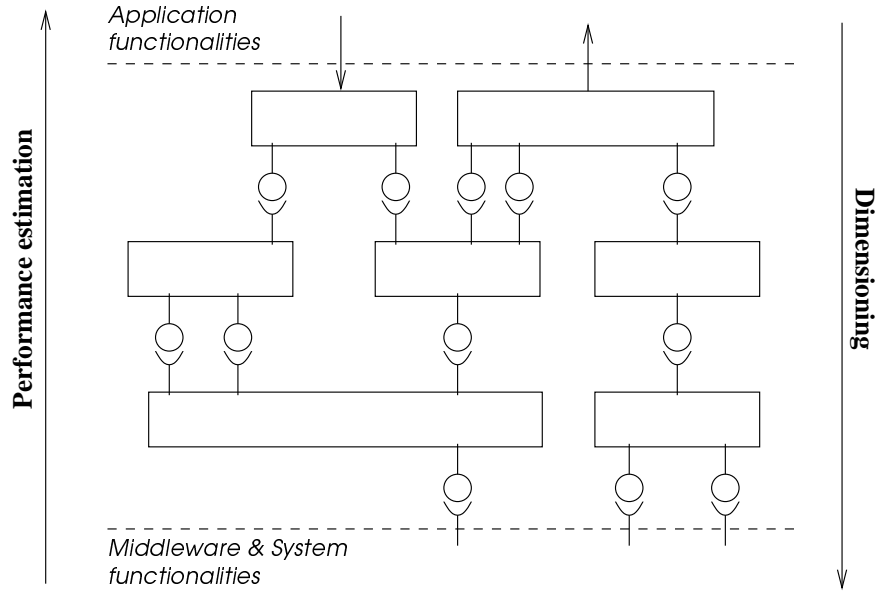 Application
functionalities
Performance estimation
Dimensioning
Middleware & System
functionalities